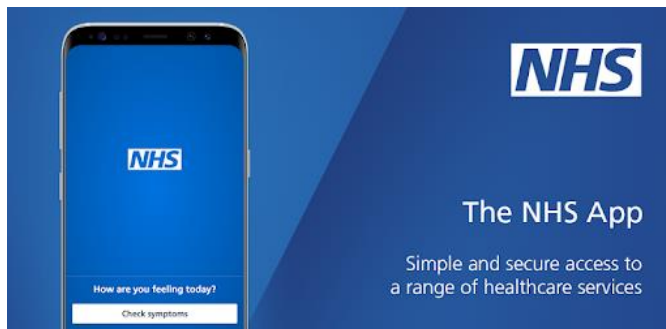 NHS
How are you feeling today?
Check symptoms
NHS
The NHS App
Simple and secure access to
a range of healthcare services